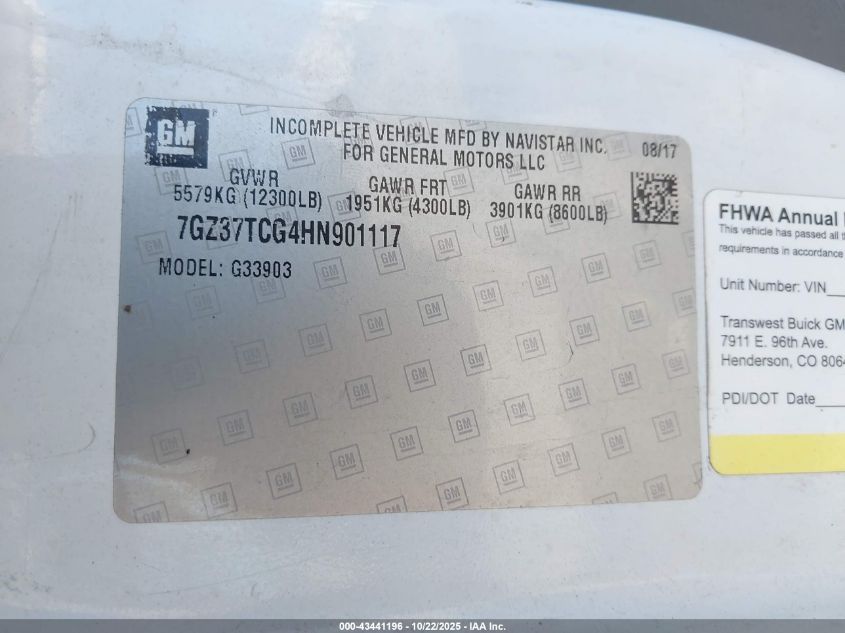 GM
INCOMPLETE VEHICLE MFD BY NAVISTAR INC.
FOR GENERAL MOTORS LLC
08/17
GVWR
5579KG (12300LB)
GAWR FRT
1951KG (4300LB)
GAWR RR
3901KG (8600LB)
7GZ37TCG4HN901117
MODEL: G33903
FHWA Annual
This vehicle has passed all
requirements in accordance
Unit Number: VIN
Transwest Buick GM
7911 E. 96th Ave.
Henderson, CO 8064
PDI/DOT Date
000-43441196 - 10/22/2025 - IAA Inc.